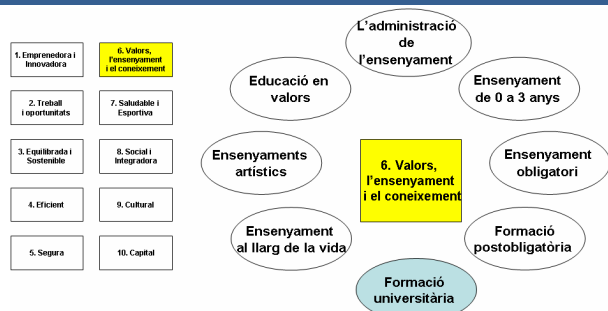 1. Emprenedora i
Innovadora
6. Valors,
l'ensenyament
i el coneixement
2. Treball
i oportunitats
7. Saludable i
Esportiva
3. Equilibrada i
Sostenible
8. Social i
Integradora
4. Eficient
9. Cultural
5. Segura
10. Capital
L'administració
de
l'ensenyament
Educació en
valors
Ensenyament
de 0 a 3 anys
Ensenyaments
artístics
6. Valors,
l'ensenyament
i el coneixement
Ensenyament
obligatori
Ensenyament
al llarg de la vida
Formació
postobligatòria
Formació
universitària